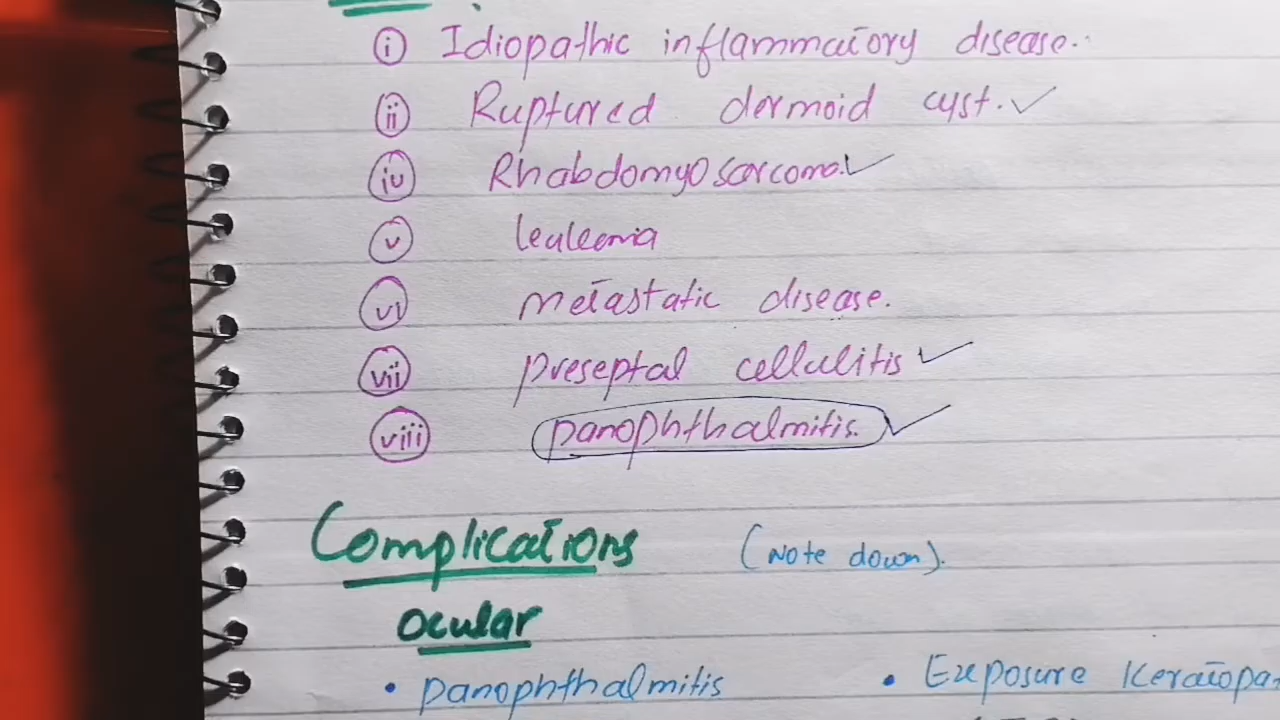 i Idiopathic inflammatory disease.
ii Ruptured dermoid cyst. ✓
iv Rhabdomyosarcoma. ✓
v leukemia
vi metastatic disease.
vii preseptal cellulitis ✓
viii panophthalmitis. ✓
Complications (Note down).
ocular
• panophthalmitis • Exposure Keratopa